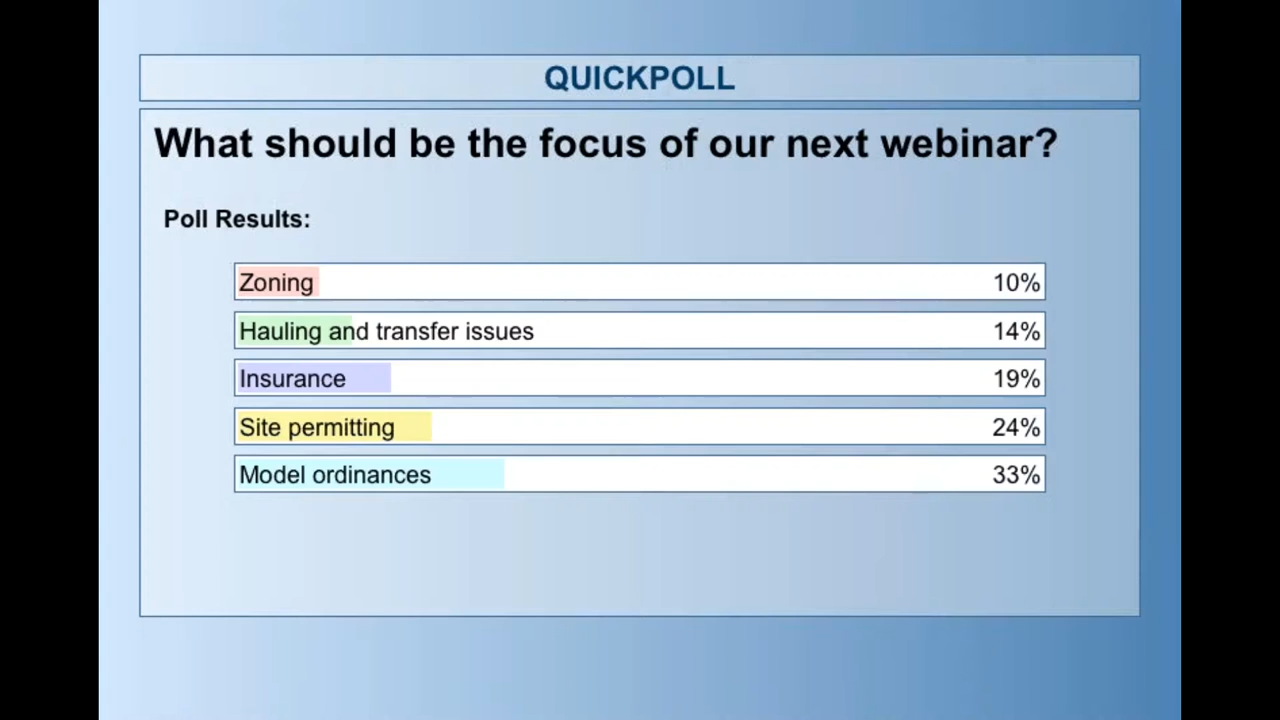 QUICKPOLL
What should be the focus of our next webinar?
Poll Results:
Zoning 10%
Hauling and transfer issues 14%
Insurance 19%
Site permitting 24%
Model ordinances 33%